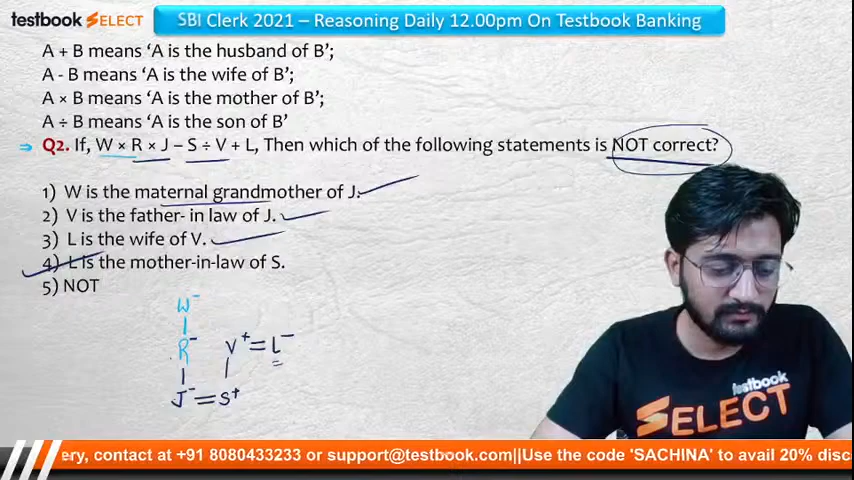 testbook SELECT
SBI Clerk 2021 – Reasoning Daily 12.00pm On Testbook Banking
A + B means ‘A is the husband of B’;
A - B means ‘A is the wife of B’;
A × B means ‘A is the mother of B’;
A ÷ B means ‘A is the son of B’
Q2. If, W × R × J – S ÷ V + L, Then which of the following statements is NOT correct?
1) W is the maternal grandmother of J.
2) V is the father- in law of J.
3) L is the wife of V.
4) L is the mother-in-law of S.
5) NOT
W -
R - V + = L -
J - = S +
testbook
SELECT
ery, contact at +91 8080433233 or support@testbook.com||Use the code 'SACHINA' to avail 20% disc